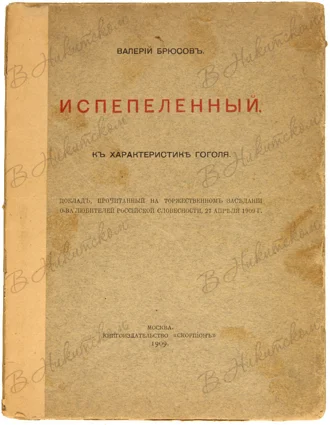 ВАЛЕРІЙ БРЮСОВЪ.
ИСПЕПЕЛЕННЫЙ.
КЪ ХАРАКТЕРИСТИКѢ ГОГОЛЯ.
ДОКЛАДЪ, ПРОЧИТАННЫЙ НА ТОРЖЕСТВЕННОМЪ ЗАСѢДАНІИ
О-ВА ЛЮБИТЕЛЕЙ РОССІЙСКОЙ СЛОВЕСНОСТИ, 27 АПРѢЛЯ 1909 Г.
МОСКВА.
КНИГОИЗДАТЕЛЬСТВО «СКОРПІОНЪ»
1909.
В. Никитском